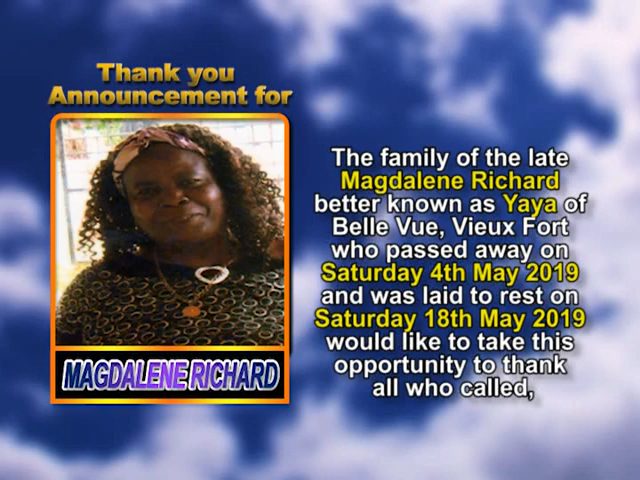 Thank you
Announcement for
MAGDALENE RICHARD
The family of the late
Magdalene Richard
better known as Yaya of
Belle Vue, Vieux Fort
who passed away on
Saturday 4th May 2019
and was laid to rest on
Saturday 18th May 2019
would like to take this
opportunity to thank
all who called,